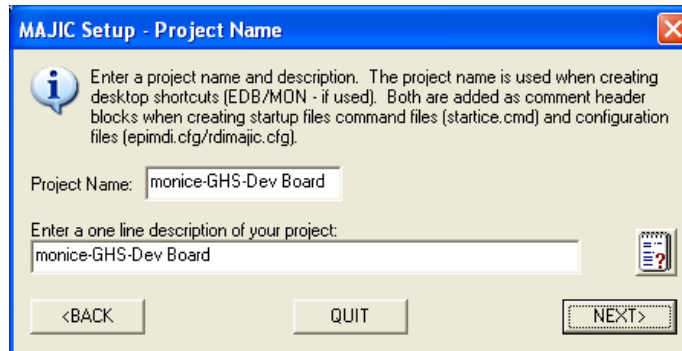 MAJIC Setup - Project Name
Enter a project name and description. The project name is used when creating
desktop shortcuts (EDB/MON - if used). Both are added as comment header
blocks when creating startup files command files (startice.cmd) and configuration
files (epimdi.cfg/rdimajic.cfg).
Project Name: monice-GHS-Dev Board
Enter a one line description of your project:
monice-GHS-Dev Board
<BACK QUIT NEXT>